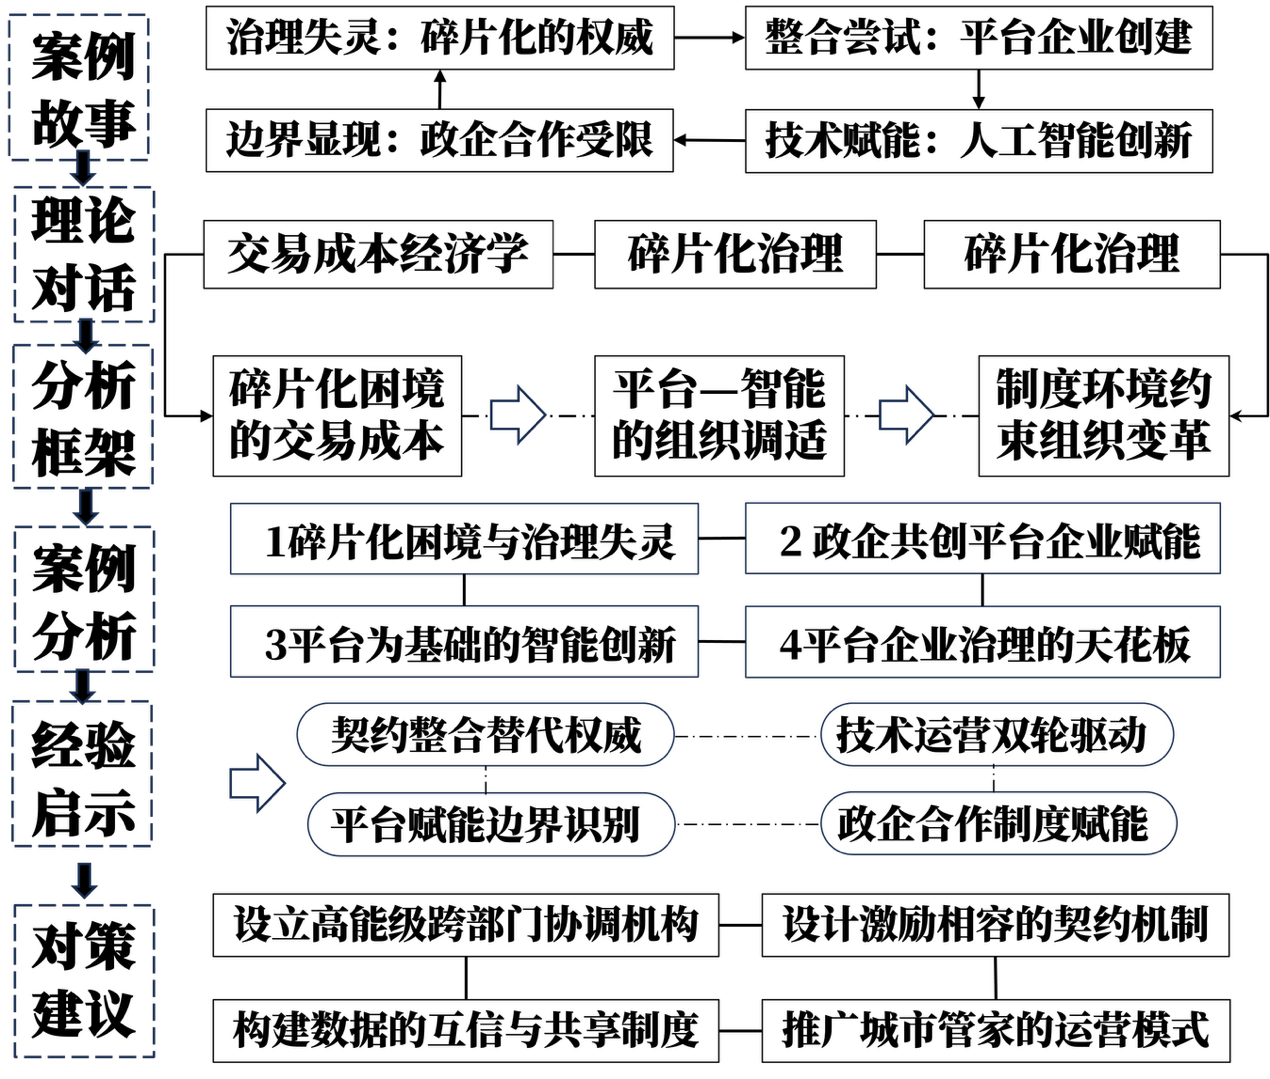 案例
故事
治理失灵：碎片化的权威
整合尝试：平台企业创建
边界显现：政企合作受限
技术赋能：人工智能创新
理论
对话
交易成本经济学
碎片化治理
碎片化治理
分析
框架
碎片化困境
的交易成本
平台—智能
的组织调适
制度环境约
束组织变革
案例
分析
1碎片化困境与治理失灵
2 政企共创平台企业赋能
3平台为基础的智能创新
4平台企业治理的天花板
经验
启示
契约整合替代权威
技术运营双轮驱动
平台赋能边界识别
政企合作制度赋能
对策
建议
设立高能级跨部门协调机构
设计激励相容的契约机制
构建数据的互信与共享制度
推广城市管家的运营模式